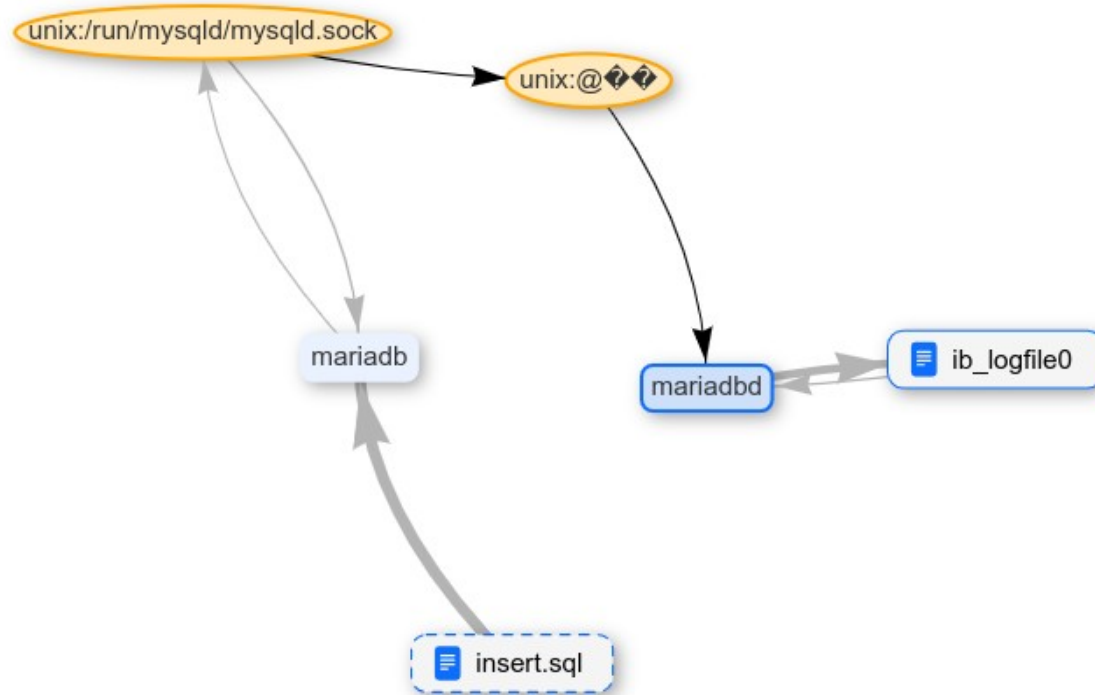 unix:/run/mysqld/mysqld.sock
unix:@��
mariadb
mariadbd
ib_logfile0
insert.sql